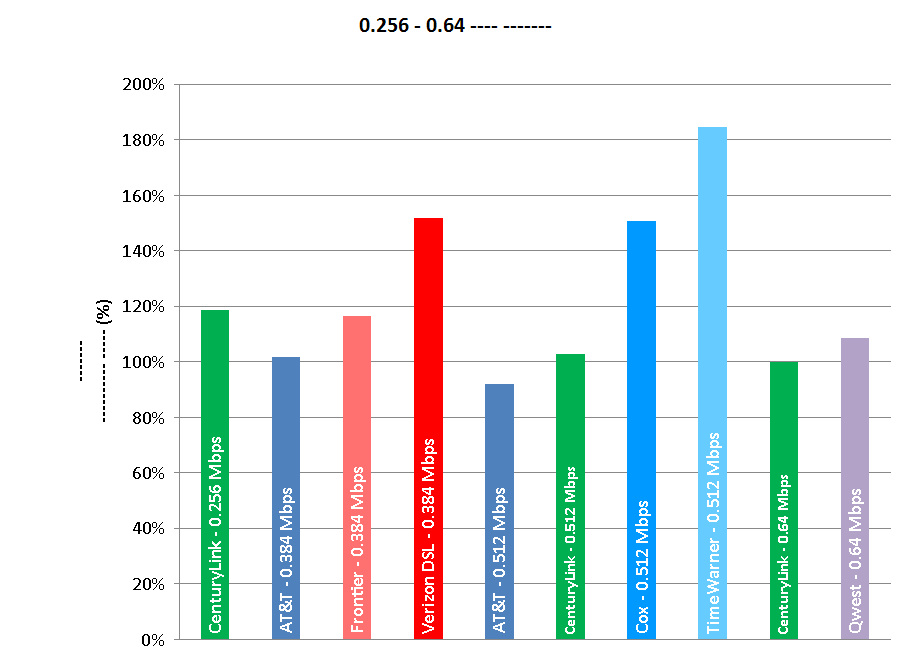 0.256 - 0.64 ---- -------
200%
180%
160%
140%
120%
100%
80%
60%
40%
20%
0%
-------
------------ ----- (%)
CenturyLink - 0.256 Mbps
AT&T - 0.384 Mbps
Frontier - 0.384 Mbps
Verizon DSL - 0.384 Mbps
AT&T - 0.512 Mbps
CenturyLink - 0.512 Mbps
Cox - 0.512 Mbps
TimeWarner - 0.512 Mbps
CenturyLink - 0.64 Mbps
Qwest - 0.64 Mbps